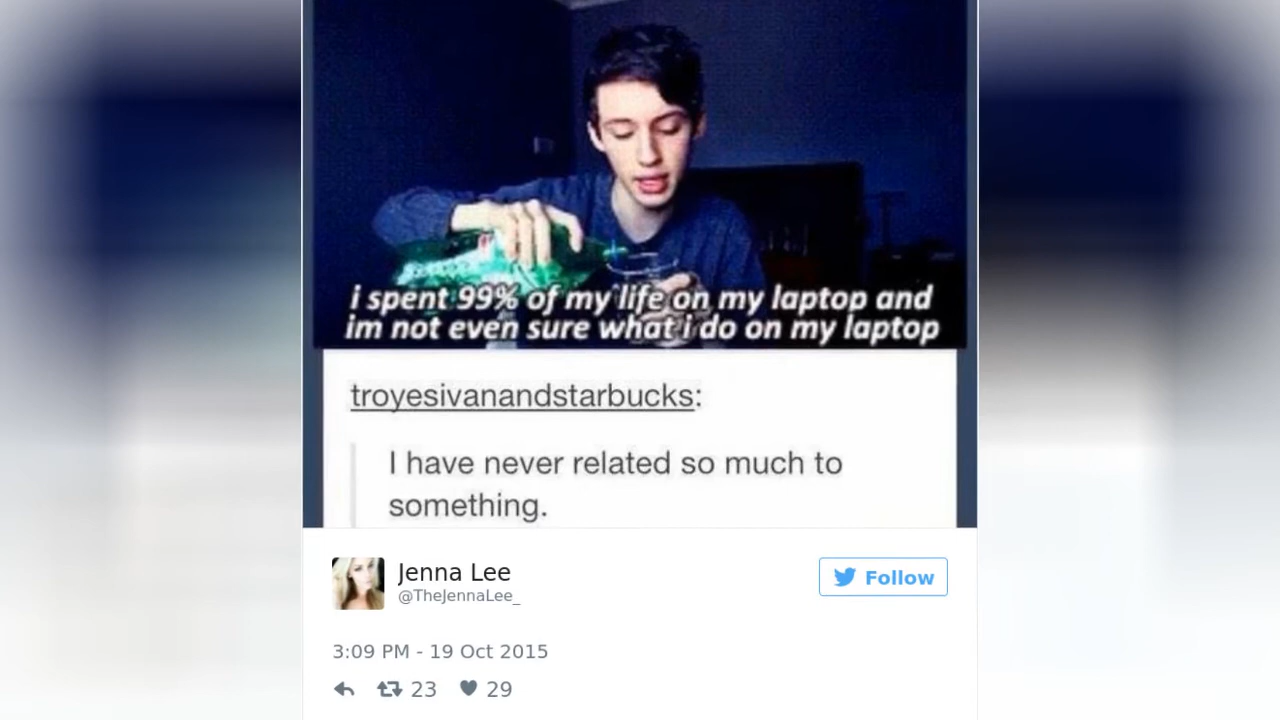 i spent 99% of my life on my laptop and
im not even sure what i do on my laptop
troyesivanandstarbucks:
I have never related so much to
something.
Jenna Lee
@TheJennaLee_
Follow
3:09 PM - 19 Oct 2015
23 29